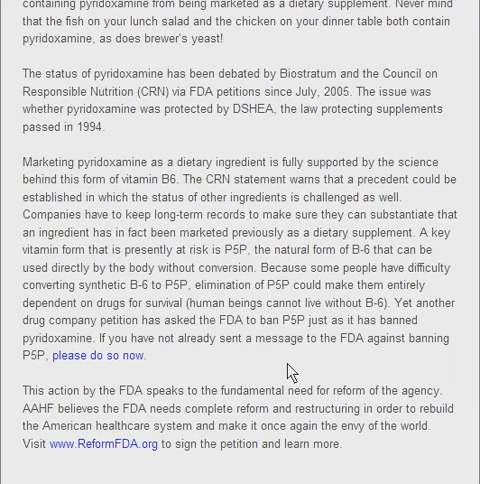 containing pyridoxamine from being marketed as a dietary supplement. Never mind
that the fish on your lunch salad and the chicken on your dinner table both contain
pyridoxamine, as does brewer's yeast!
The status of pyridoxamine has been debated by Biostratum and the Council on
Responsible Nutrition (CRN) via FDA petitions since July, 2005. The issue was
whether pyridoxamine was protected by DSHEA, the law protecting supplements
passed in 1994.
Marketing pyridoxamine as a dietary ingredient is fully supported by the science
behind this form of vitamin B6. The CRN statement warns that a precedent could be
established in which the status of other ingredients is challenged as well.
Companies have to keep long-term records to make sure they can substantiate that
an ingredient has in fact been marketed previously as a dietary supplement. A key
vitamin form that is presently at risk is P5P, the natural form of B-6 that can be
used directly by the body without conversion. Because some people have difficulty
converting synthetic B-6 to P5P, elimination of P5P could make them entirely
dependent on drugs for survival (human beings cannot live without B-6). Yet another
drug company petition has asked the FDA to ban P5P just as it has banned
pyridoxamine. If you have not already sent a message to the FDA against banning
P5P, please do so now.
This action by the FDA speaks to the fundamental need for reform of the agency.
AAHF believes the FDA needs complete reform and restructuring in order to rebuild
the American healthcare system and make it once again the envy of the world.
Visit www.ReformFDA.org to sign the petition and learn more.